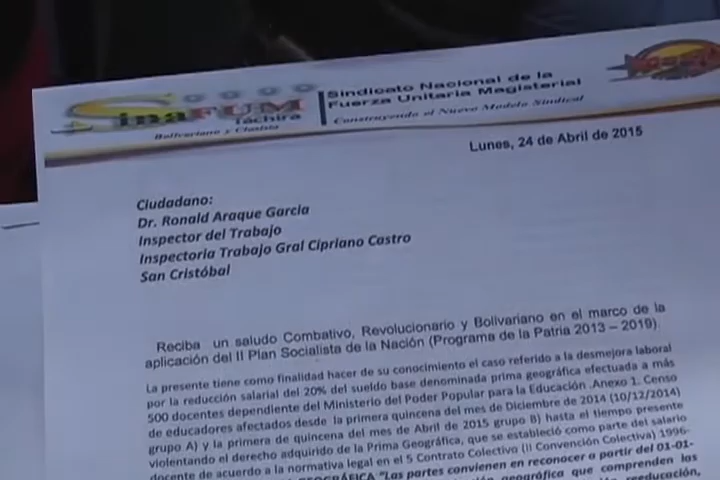 SinaFUM
Táchira
Bolivariano y Chavista
Sindicato Nacional de la
Fuerza Unitaria Magisterial
Construyendo el Nuevo Modelo Sindical
Lunes, 24 de Abril de 2015
Ciudadano:
Dr. Ronald Araque Garcia
Inspector del Trabajo
Inspectoria Trabajo Gral Cipriano Castro
San Cristóbal
Reciba un saludo Combativo, Revolucionario y Bolivariano en el marco de la
aplicación del II Plan Socialista de la Nación (Programa de la Patria 2013 – 2019).
La presente tiene como finalidad hacer de su conocimiento el caso referido a la desmejora laboral
por la reducción salarial del 20% del sueldo base denominada prima geográfica efectuada a más
500 docentes dependiente del Ministerio del Poder Popular para la Educación .Anexo 1. Censo
de educadores afectados desde la primera quincena del mes de Diciembre de 2014 (10/12/2014)
grupo A) y la primera de quincena del mes de Abril de 2015 grupo B) hasta el tiempo presente
violentando el derecho adquirido de la Prima Geográfica, que se estableció como parte del salario
docente de acuerdo a la normativa legal en el 5 Contrato Colectivo (II Convención Colectiva) 1996-
GEOGRÁFICA "Las partes convienen en reconocer a partir del 01-01-
geográfica que comprenden las